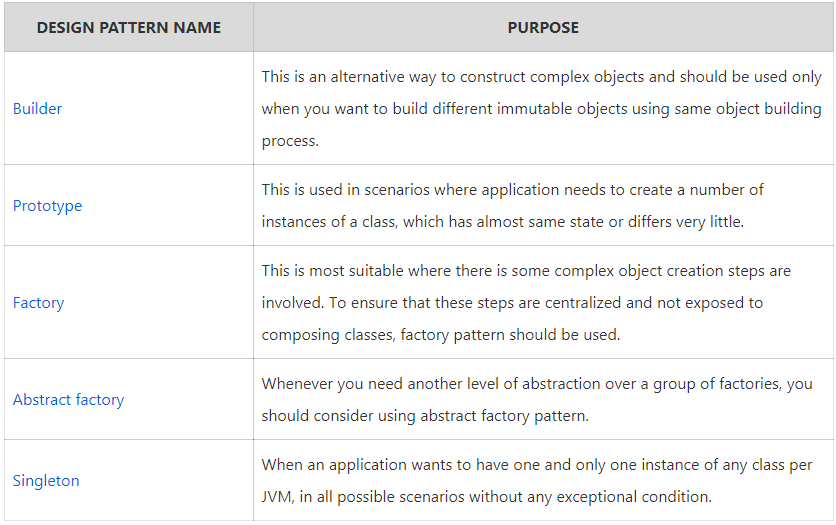 DESIGN PATTERN NAME PURPOSE
Builder
This is an alternative way to construct complex objects and should be used only
when you want to build different immutable objects using same object building
process.
Prototype
This is used in scenarios where application needs to create a number of
instances of a class, which has almost same state or differs very little.
Factory
This is most suitable where there is some complex object creation steps are
involved. To ensure that these steps are centralized and not exposed to
composing classes, factory pattern should be used.
Abstract factory
Whenever you need another level of abstraction over a group of factories, you
should consider using abstract factory pattern.
Singleton
When an application wants to have one and only one instance of any class per
JVM, in all possible scenarios without any exceptional condition.